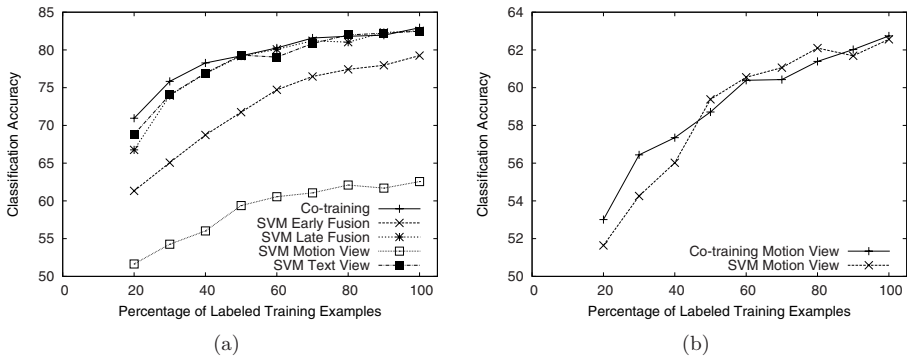 85
80
75
70
65
60
55
50
Classification Accuracy
0 20 40 60 80 100
Percentage of Labeled Training Examples
Co-training
SVM Early Fusion
SVM Late Fusion
SVM Motion View
SVM Text View
(a)
64
62
60
58
56
54
52
50
Classification Accuracy
0 20 40 60 80 100
Percentage of Labeled Training Examples
Co-training Motion View
SVM Motion View
(b)